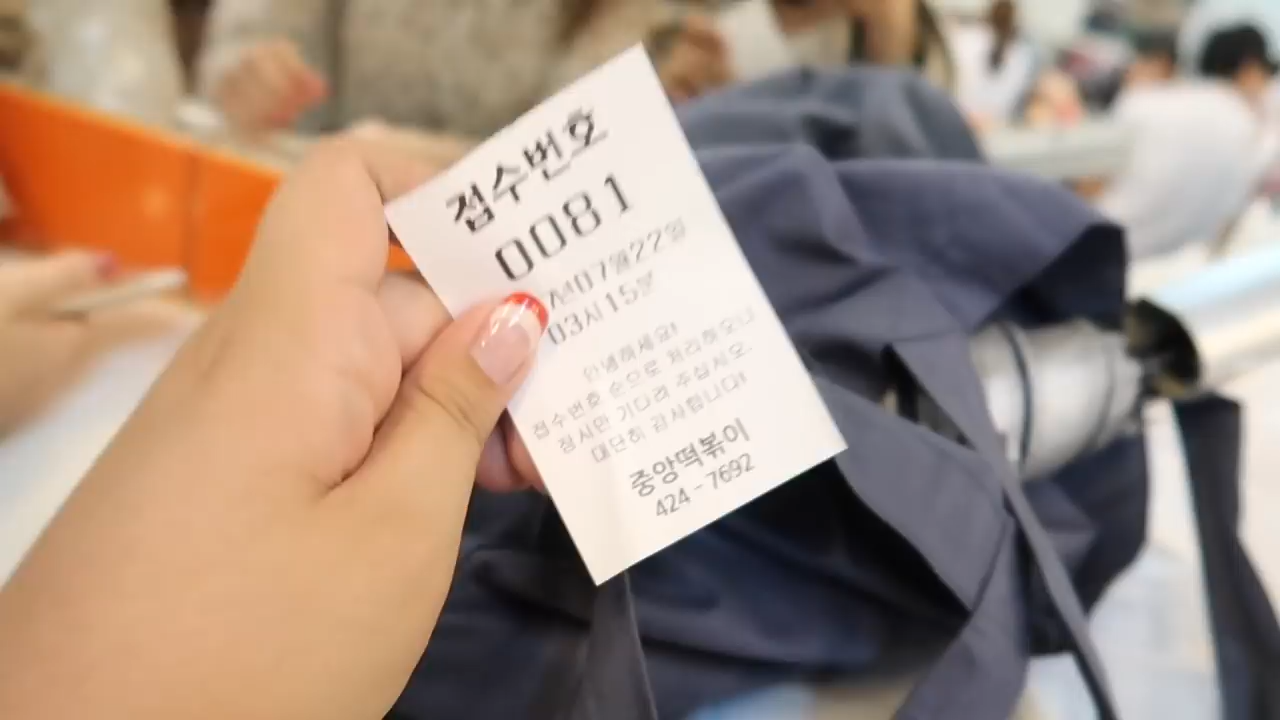 접수번호
0081
년07월22일
03시15분
안녕하세요!
접수번호 순으로 처리하오니
잠시만 기다려 주십시오.
대단히 감사합니다!
중앙떡볶이
424-7692